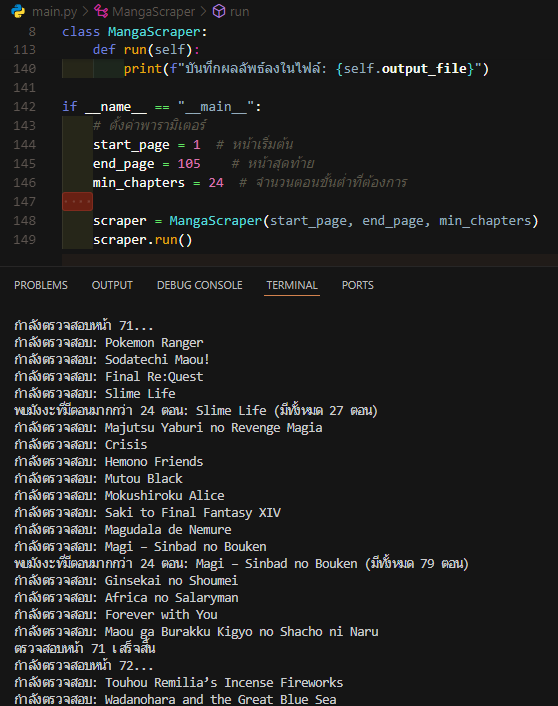 main.py > MangaScraper > run
8 class MangaScraper:
113 def run(self):
140 print(f"บันทึกผลลัพธ์ลงในไฟล์: {self.output_file}")
141
142 if __name__ == "__main__":
143 # ตั้งค่าพารามิเตอร์
144 start_page = 1 # หน้าเริ่มต้น
145 end_page = 105 # หน้าสุดท้าย
146 min_chapters = 24 # จำนวนตอนขั้นต่ำที่ต้องการ
147
148 scraper = MangaScraper(start_page, end_page, min_chapters)
149 scraper.run()
PROBLEMS OUTPUT DEBUG CONSOLE TERMINAL PORTS
กำลังตรวจสอบหน้า 71...
กำลังตรวจสอบ: Pokemon Ranger
กำลังตรวจสอบ: Sodatechi Maou!
กำลังตรวจสอบ: Final Re:Quest
กำลังตรวจสอบ: Slime Life
พบมังงะที่มีตอนมากกว่า 24 ตอน: Slime Life (มีทั้งหมด 27 ตอน)
กำลังตรวจสอบ: Majutsu Yaburi no Revenge Magia
กำลังตรวจสอบ: Crisis
กำลังตรวจสอบ: Hemono Friends
กำลังตรวจสอบ: Mutou Black
กำลังตรวจสอบ: Mokushiroku Alice
กำลังตรวจสอบ: Saki to Final Fantasy XIV
กำลังตรวจสอบ: Magudala de Nemure
กำลังตรวจสอบ: Magi – Sinbad no Bouken
พบมังงะที่มีตอนมากกว่า 24 ตอน: Magi – Sinbad no Bouken (มีทั้งหมด 79 ตอน)
กำลังตรวจสอบ: Ginsekai no Shoumei
กำลังตรวจสอบ: Africa no Salaryman
กำลังตรวจสอบ: Forever with You
กำลังตรวจสอบ: Maou ga Burakku Kigyo no Shacho ni Naru
ตรวจสอบหน้า 71 เสร็จสิ้น
กำลังตรวจสอบหน้า 72...
กำลังตรวจสอบ: Touhou Remilia’s Incense Fireworks
กำลังตรวจสอบ: Wadanohara and the Great Blue Sea